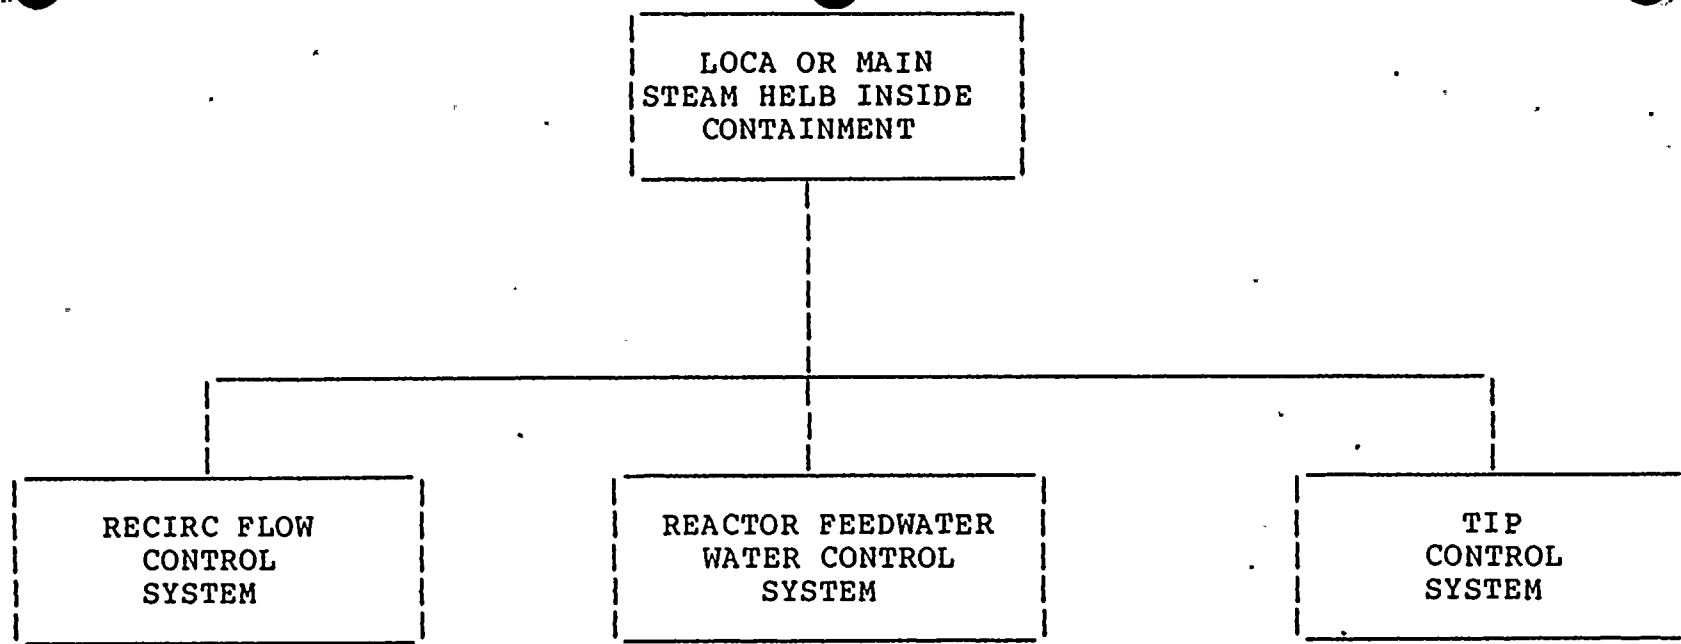 LOCA OR MAIN
STEAM HELB INSIDE
CONTAINMENT
RECIRC FLOW
CONTROL
SYSTEM
REACTOR FEEDWATER
WATER CONTROL
SYSTEM
TIP
CONTROL
SYSTEM